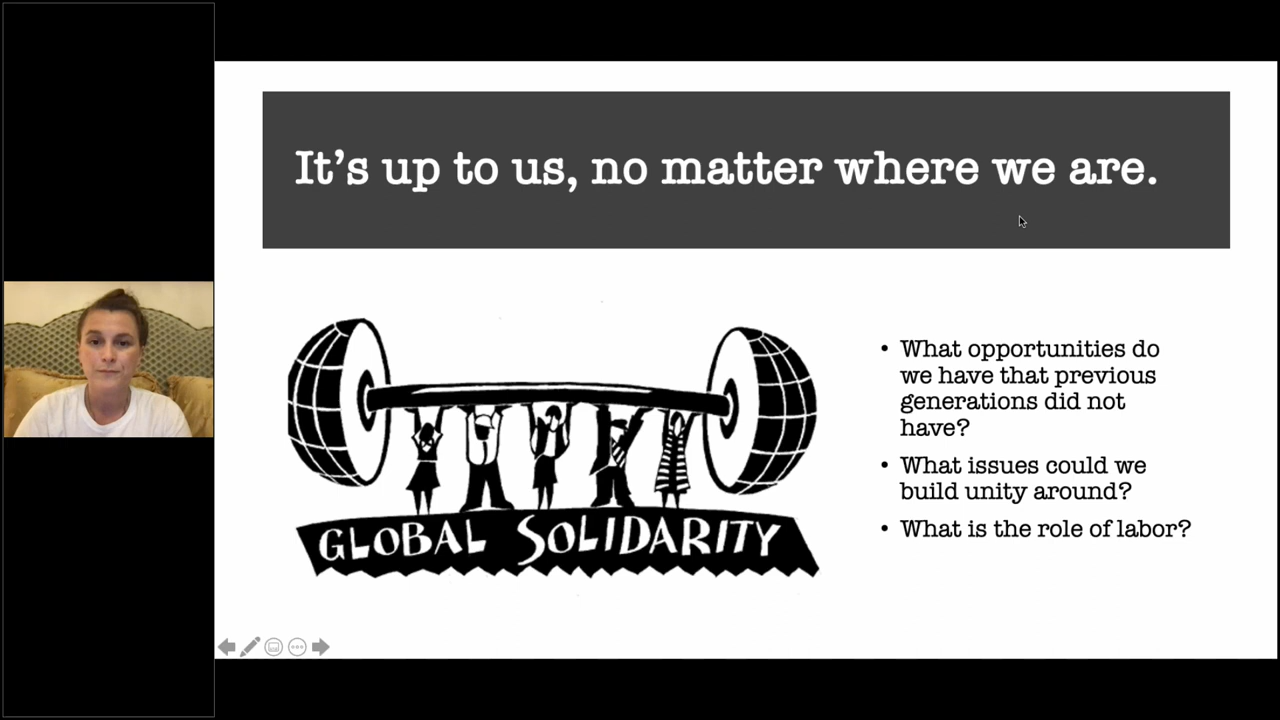 It's up to us, no matter where we are.
GLOBAL SOLIDARITY
• What opportunities do
we have that previous
generations did not
have?
• What issues could we
build unity around?
• What is the role of labor?